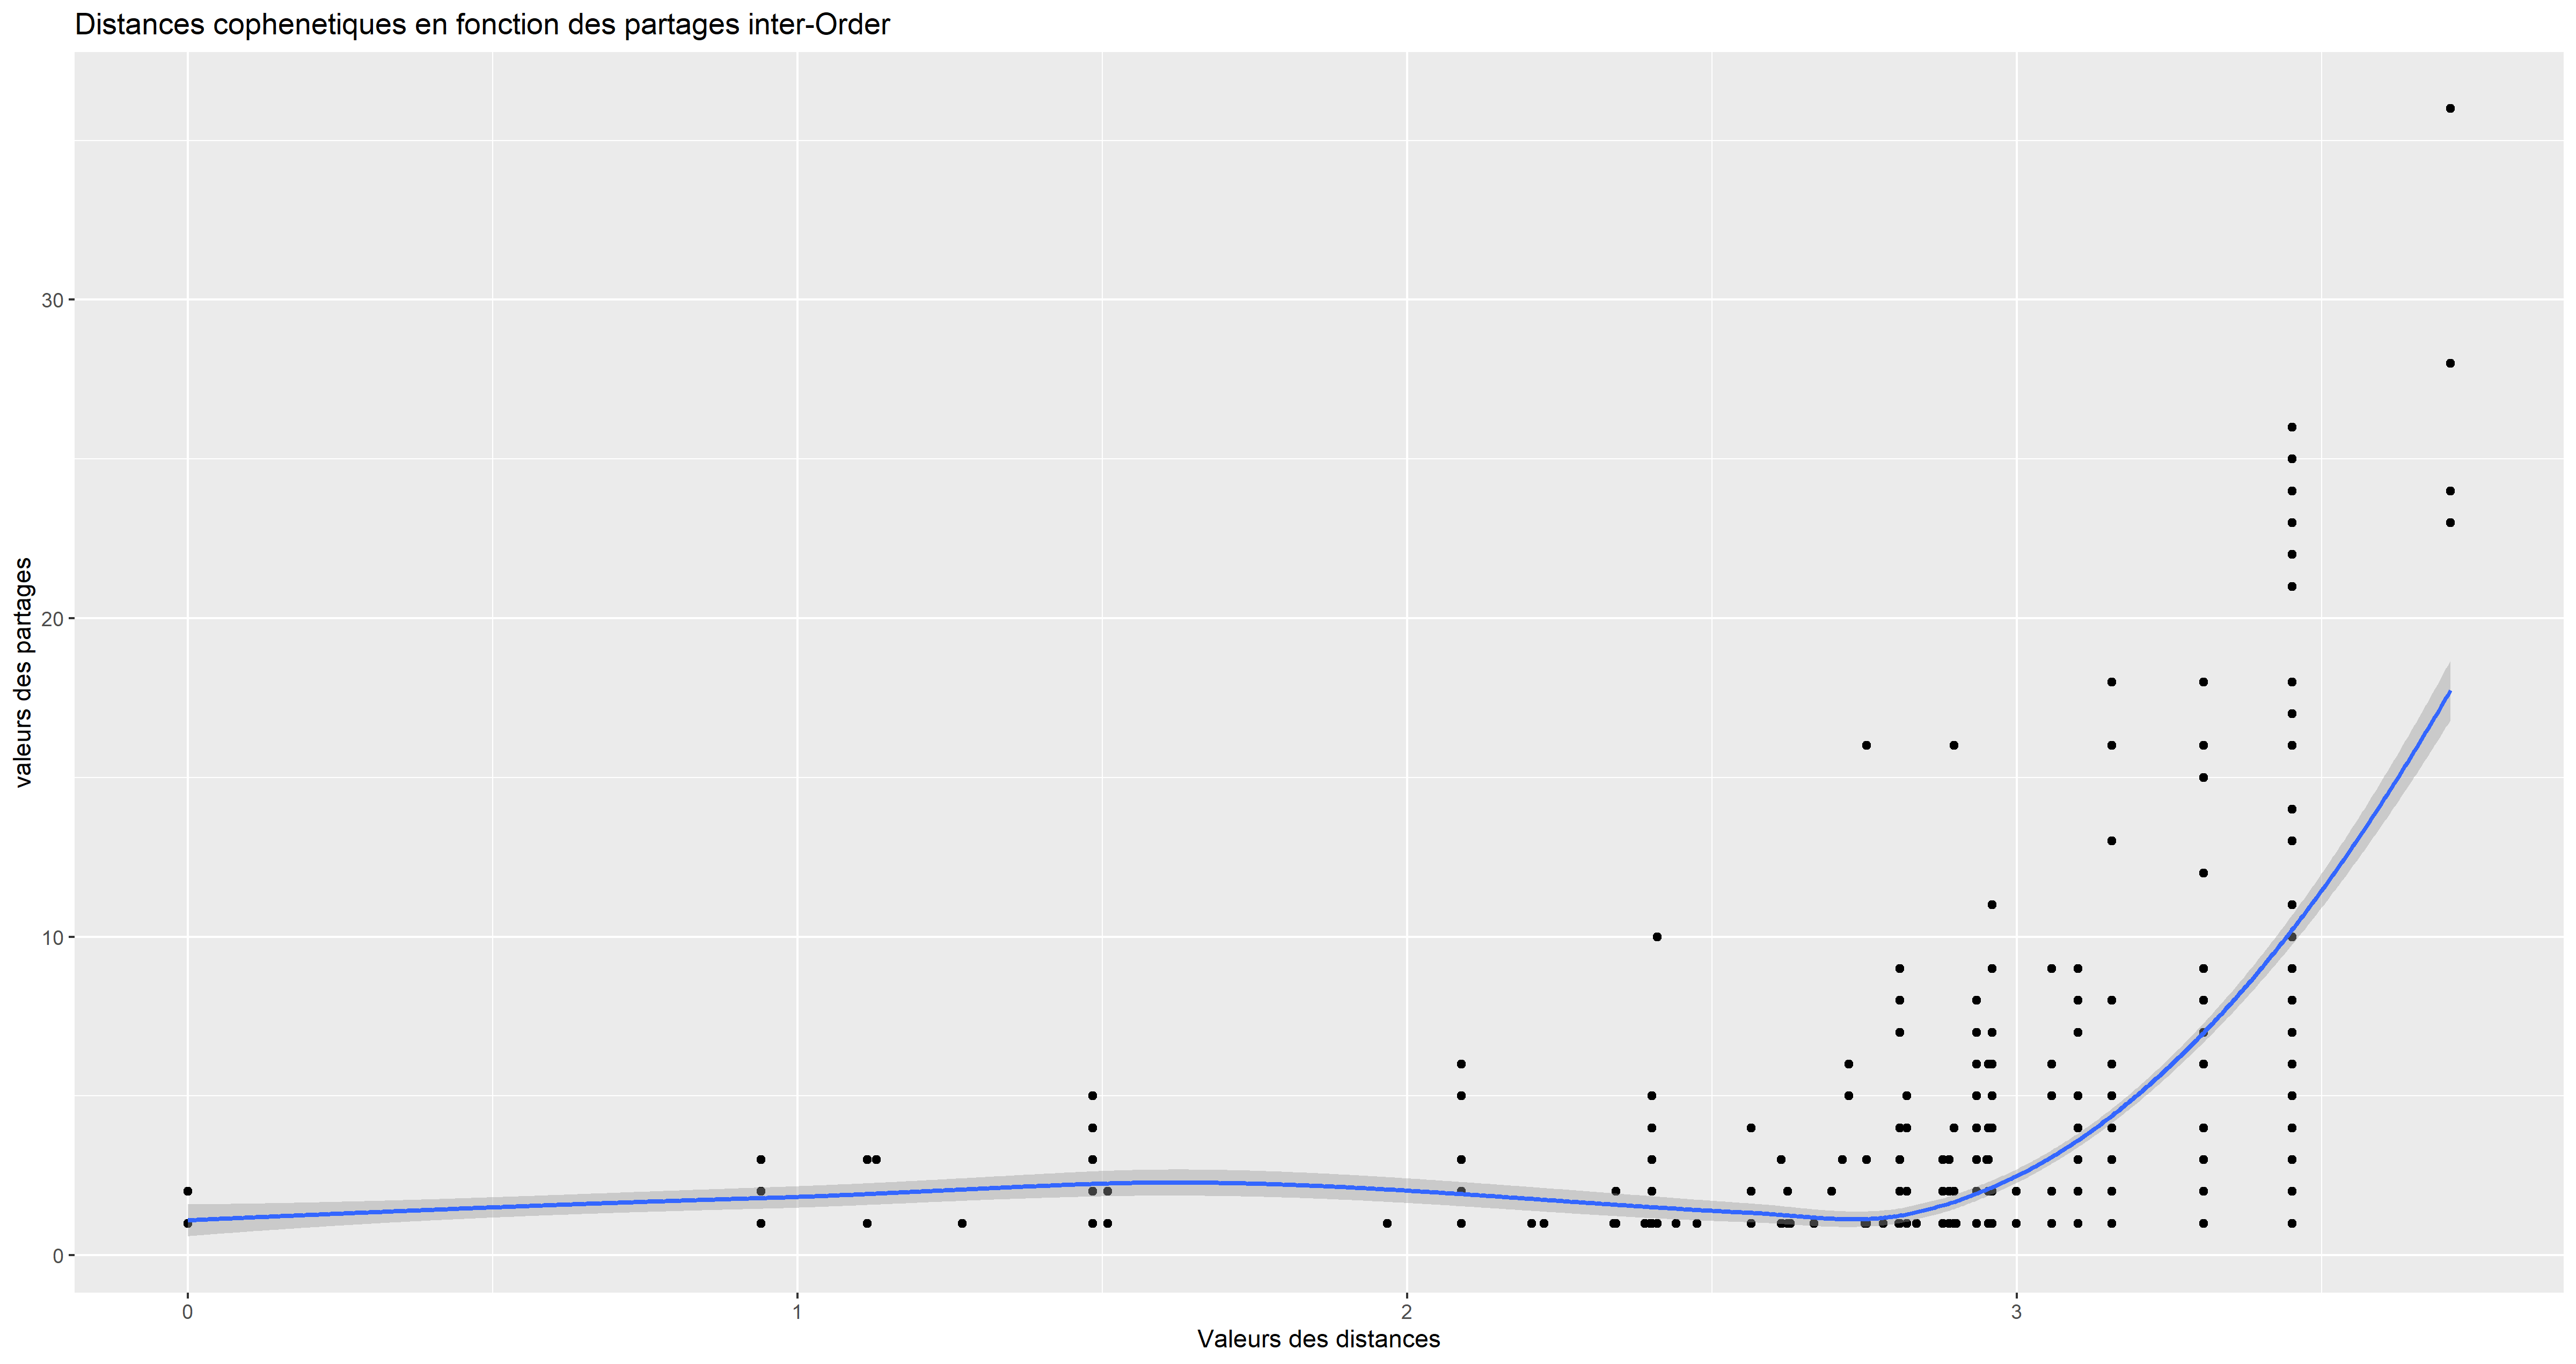 Distances cophenetiques en fonction des partages inter-Order
valeurs des partages
30
20
10
0
0 1 2 3
Valeurs des distances